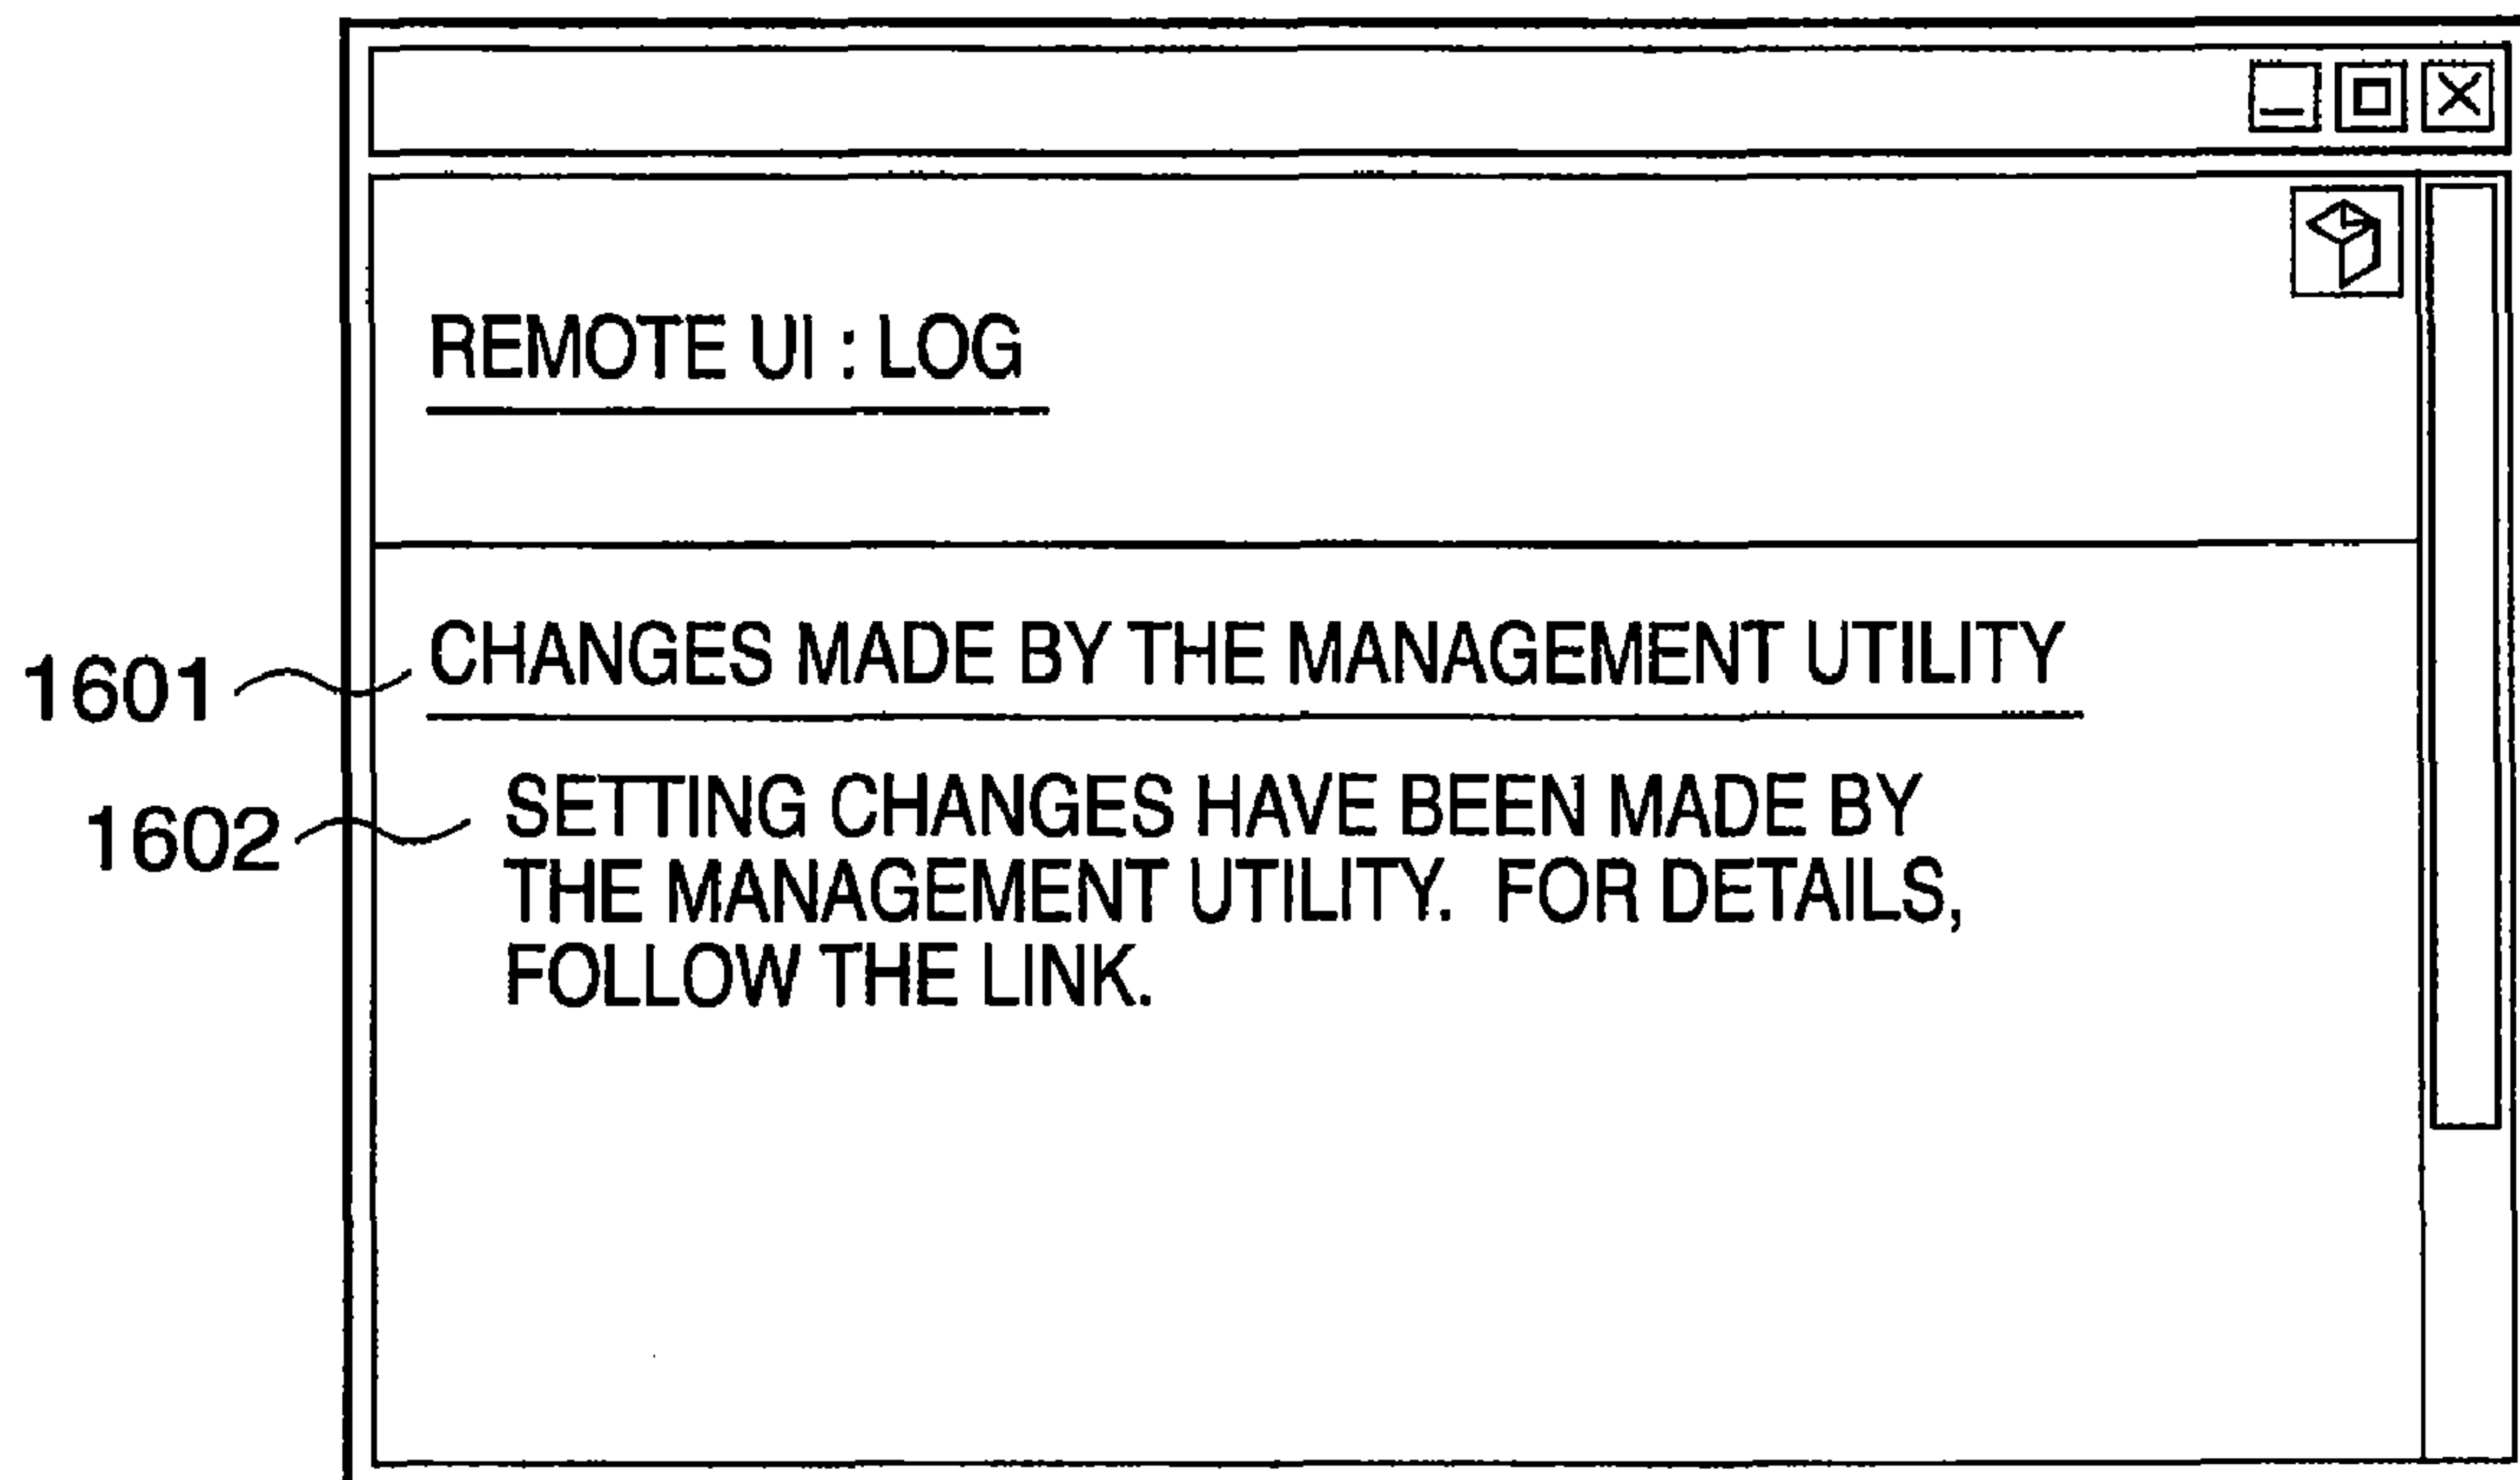 REMOTE UI : LOG
1601 CHANGES MADE BY THE MANAGEMENT UTILITY
1602 SETTING CHANGES HAVE BEEN MADE BY
THE MANAGEMENT UTILITY. FOR DETAILS,
FOLLOW THE LINK.